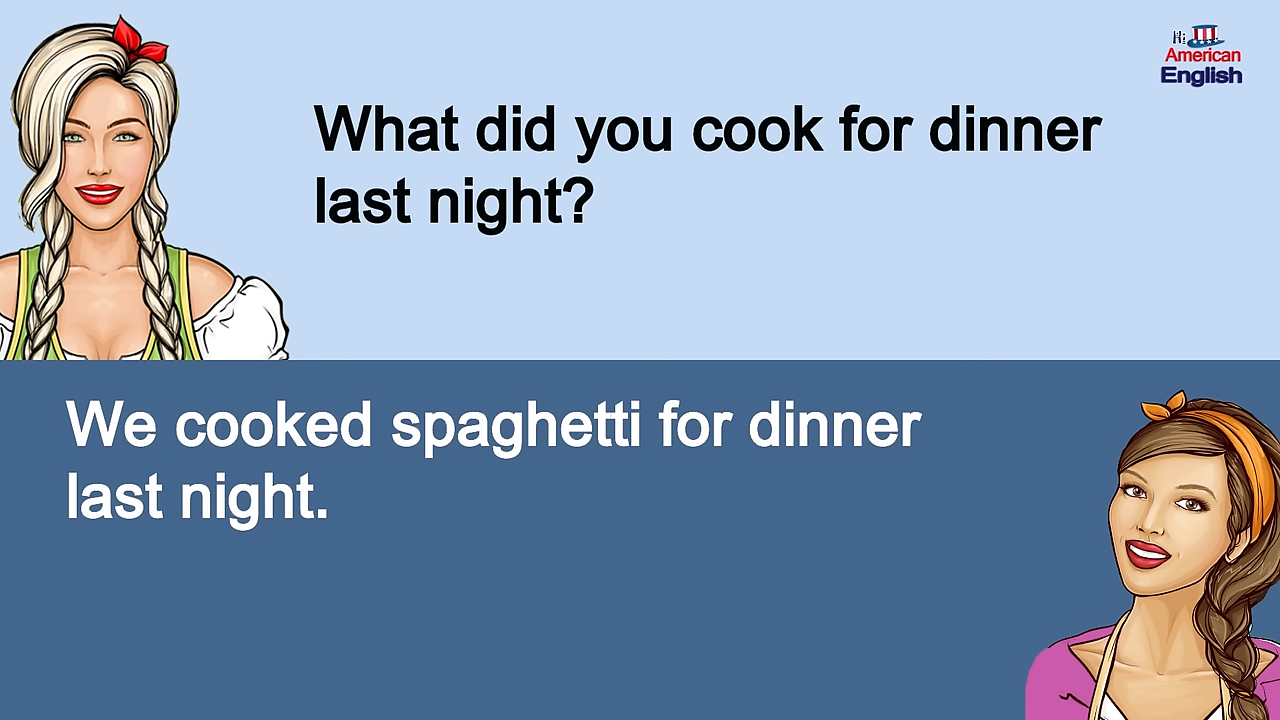 Hi
American
English
What did you cook for dinner
last night?
We cooked spaghetti for dinner
last night.